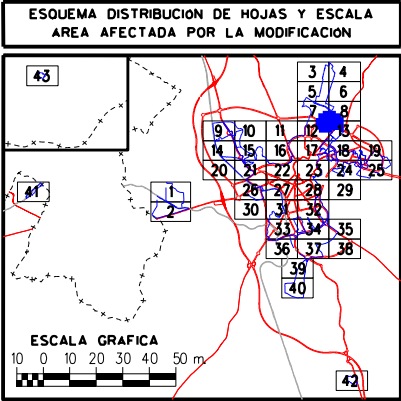 ESQUEMA DISTRIBUCION DE HOJAS Y ESCALA
AREA AFECTADA POR LA MODIFICACIÓN
43
3 4
5 6
7 8
9 10 11 12 13
14 15 16 17 18 19
20 21 22 23 24 25
41 1 26 27 28 29
2 30 31 32
33 34 35
36 37 38
39
40
ESCALA GRAFICA
10 0 10 20 30 40 50 m.
42